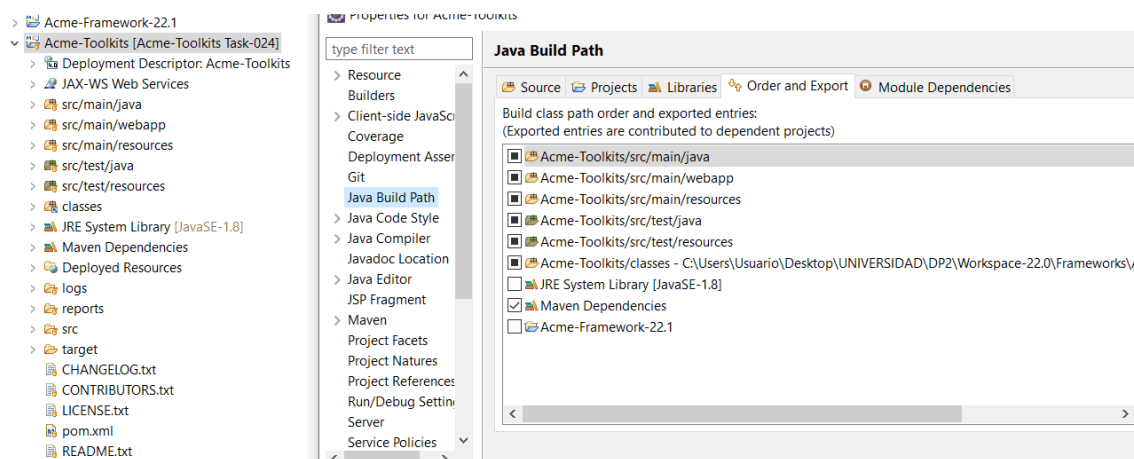 Acme-Framework-22.1
Acme-Toolkits [Acme-Toolkits Task-024]
Deployment Descriptor: Acme-Toolkits
JAX-WS Web Services
src/main/java
src/main/webapp
src/main/resources
src/test/java
src/test/resources
classes
JRE System Library [JavaSE-1.8]
Maven Dependencies
Deployed Resources
logs
reports
src
target
CHANGELOG.txt
CONTRIBUTORS.txt
LICENSE.txt
pom.xml
README.txt
Properties for Acme-Toolkits
type filter text
Resource
Builders
Client-side JavaScri
Coverage
Deployment Assem
Git
Java Build Path
Java Code Style
Java Compiler
Javadoc Location
Java Editor
JSP Fragment
Maven
Project Facets
Project Natures
Project References
Run/Debug Setting
Server
Service Policies
Java Build Path
Source
Projects
Libraries
Order and Export
Module Dependencies
Build class path order and exported entries:
(Exported entries are contributed to dependent projects)
Acme-Toolkits/src/main/java
Acme-Toolkits/src/main/webapp
Acme-Toolkits/src/main/resources
Acme-Toolkits/src/test/java
Acme-Toolkits/src/test/resources
Acme-Toolkits/classes - C:\Users\Usuario\Desktop\UNIVERSIDAD\DP2\Workspace-22.0\Frameworks\A
JRE System Library [JavaSE-1.8]
Maven Dependencies
Acme-Framework-22.1